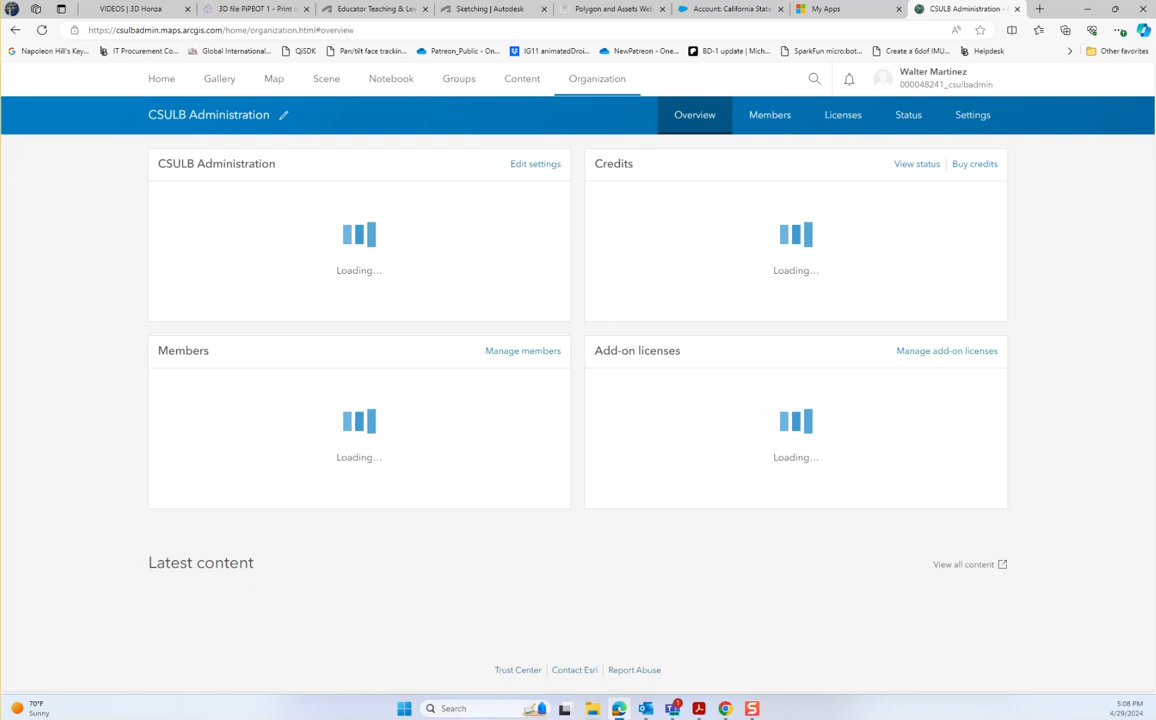 VIDEOS | 3D Honza
3D file PiPBOT 1 - Print i
Educator Teaching & Lea
Sketching | Autodesk
Polygon and Assets Web
Account: California State
My Apps
CSULB Administration -
https://csulbadmin.maps.arcgis.com/home/organization.html#overview
Napoleon Hill's Key...
IT Procurement Co...
Global International...
QiSDK
Pan/tilt face trackin...
Patreon_Public - On...
IG11 animatedDroi...
NewPatreon - One...
BD-1 update | Mich...
SparkFun micro:bot...
Create a 6dof IMU...
Helpdesk
Other favorites
Home
Gallery
Map
Scene
Notebook
Groups
Content
Organization
Walter Martinez
000048241_csulbadmin
CSULB Administration
Overview
Members
Licenses
Status
Settings
CSULB Administration
Edit settings
Loading...
Credits
View status
Buy credits
Loading...
Members
Manage members
Loading...
Add-on licenses
Manage add-on licenses
Loading...
Latest content
View all content
Trust Center
Contact Esri
Report Abuse
70°F
Sunny
Search
5:08 PM
4/29/2024